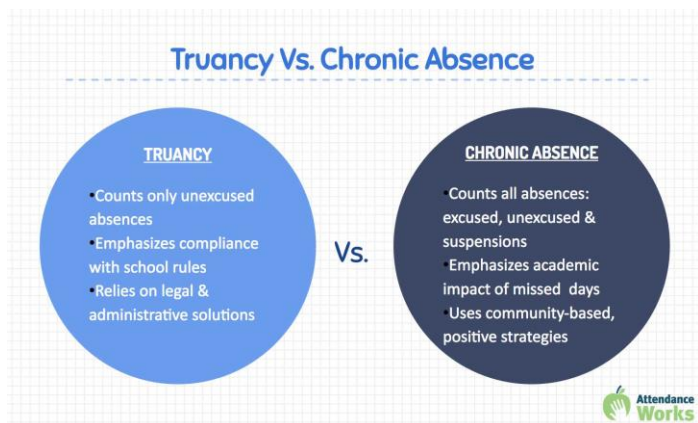 Truancy Vs. Chronic Absence
TRUANCY
•Counts only unexcused
absences
•Emphasizes compliance
with school rules
•Relies on legal &
administrative solutions
Vs.
CHRONIC ABSENCE
•Counts all absences:
excused, unexcused &
suspensions
•Emphasizes academic
impact of missed days
•Uses community-based,
positive strategies
Attendance
Works